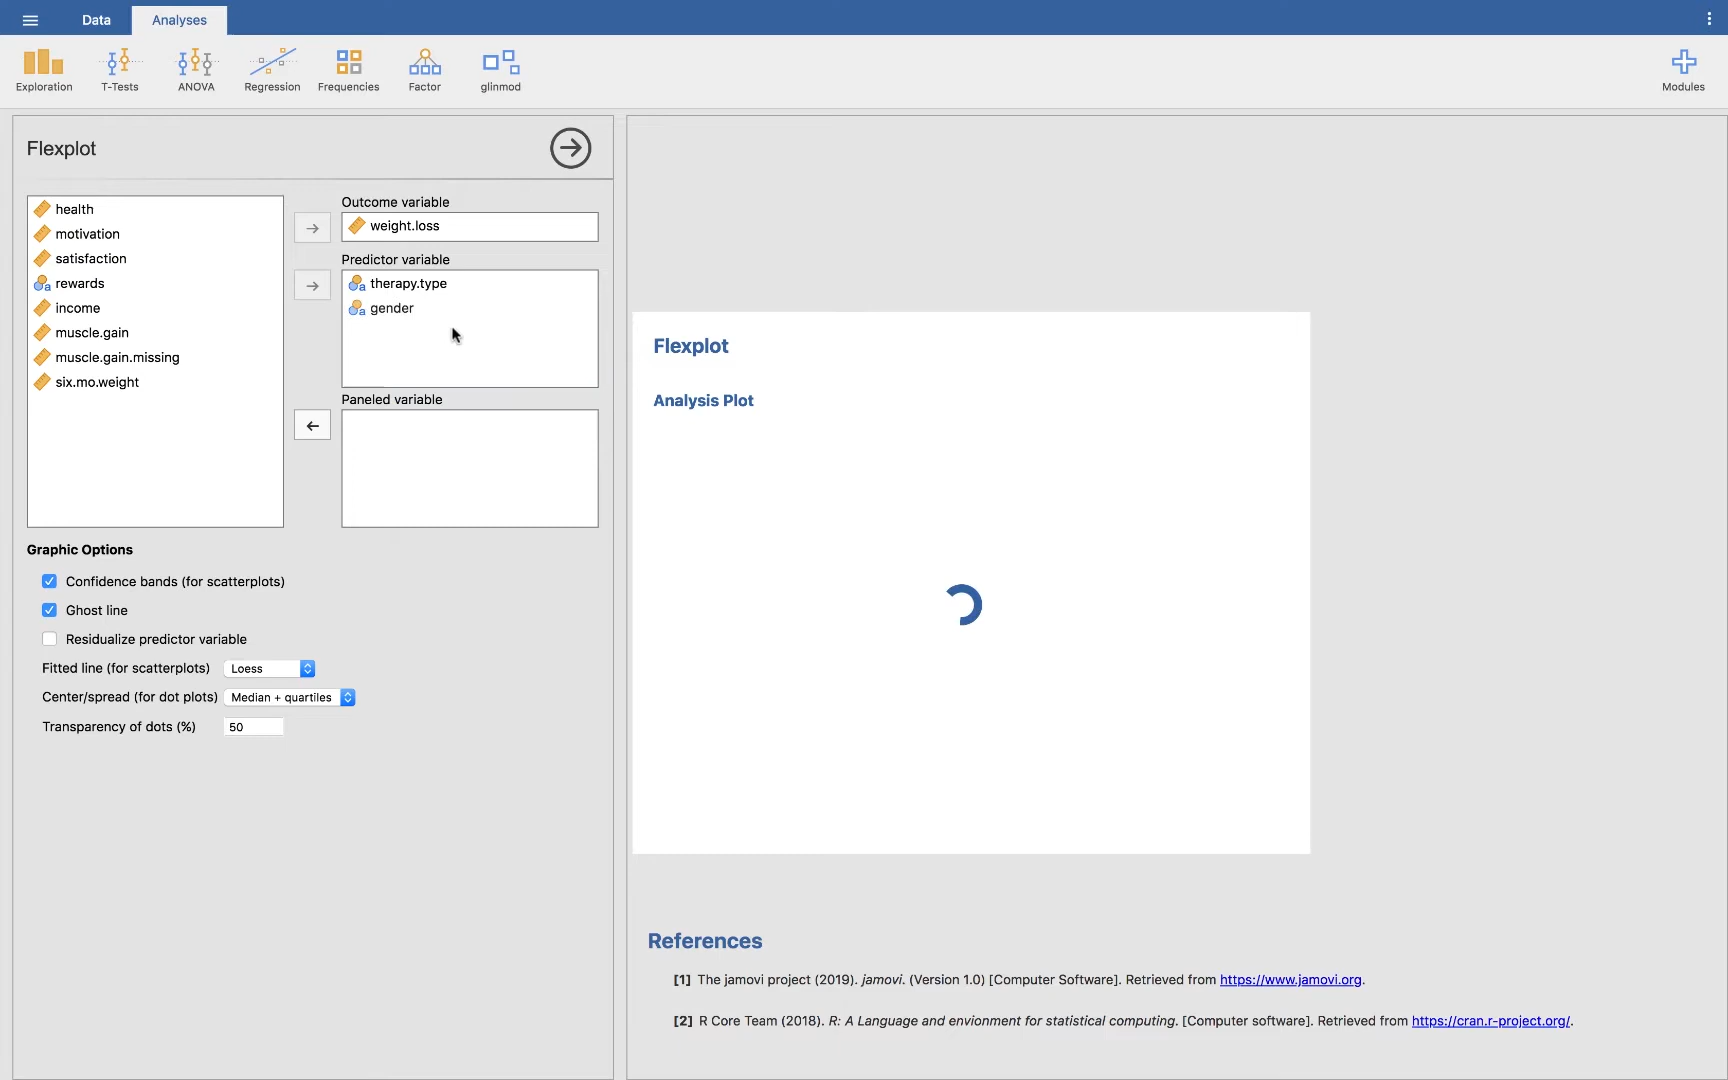 Data
Analyses
Exploration
T-Tests
ANOVA
Regression
Frequencies
Factor
glinmod
Modules
Flexplot
health
motivation
satisfaction
rewards
income
muscle.gain
muscle.gain.missing
six.mo.weight
Outcome variable
weight.loss
Predictor variable
therapy.type
gender
Paneled variable
Graphic Options
Confidence bands (for scatterplots)
Ghost line
Residualize predictor variable
Fitted line (for scatterplots) Loess
Center/spread (for dot plots) Median + quartiles
Transparency of dots (%) 50
Flexplot
Analysis Plot
References
[1] The jamovi project (2019). jamovi. (Version 1.0) [Computer Software]. Retrieved from https://www.jamovi.org.
[2] R Core Team (2018). R: A Language and envionment for statistical computing. [Computer software]. Retrieved from https://cran.r-project.org/.